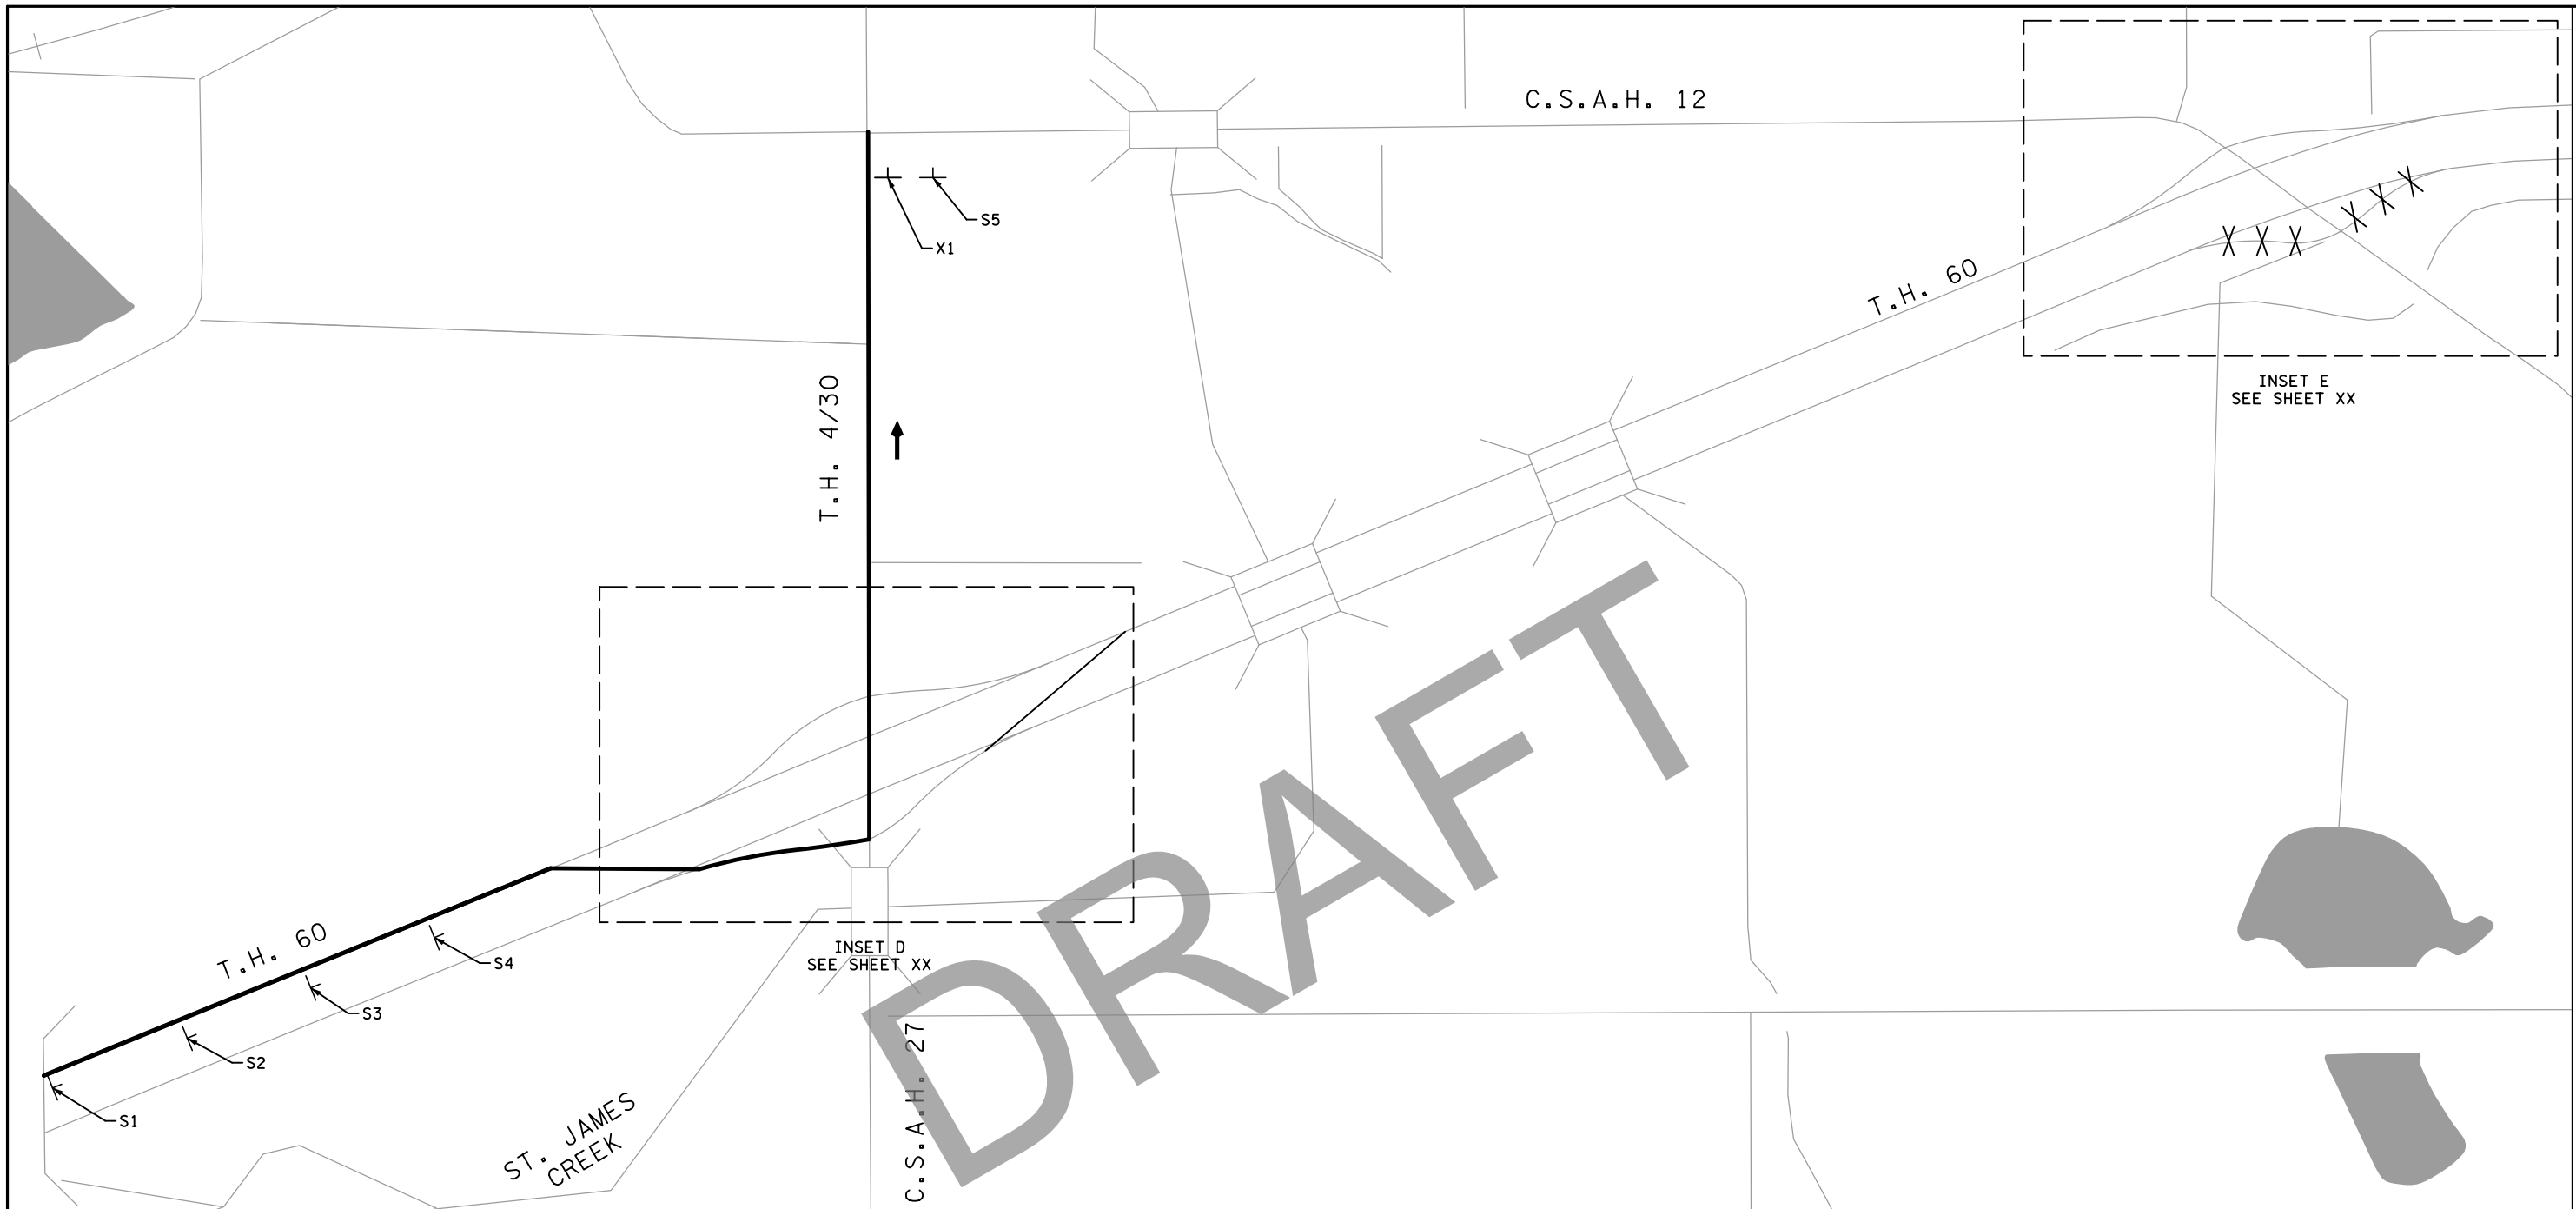 C.S.A.H. 12
S5
X1
T.H. 60
INSET E
SEE SHEET XX
T.H. 4/30
X X X X X X
DRAFT
T.H. 60
INSET D
SEE SHEET XX
S4
S3
S2
S1
ST. JAMES
CREEK
C.S.A.H. 27